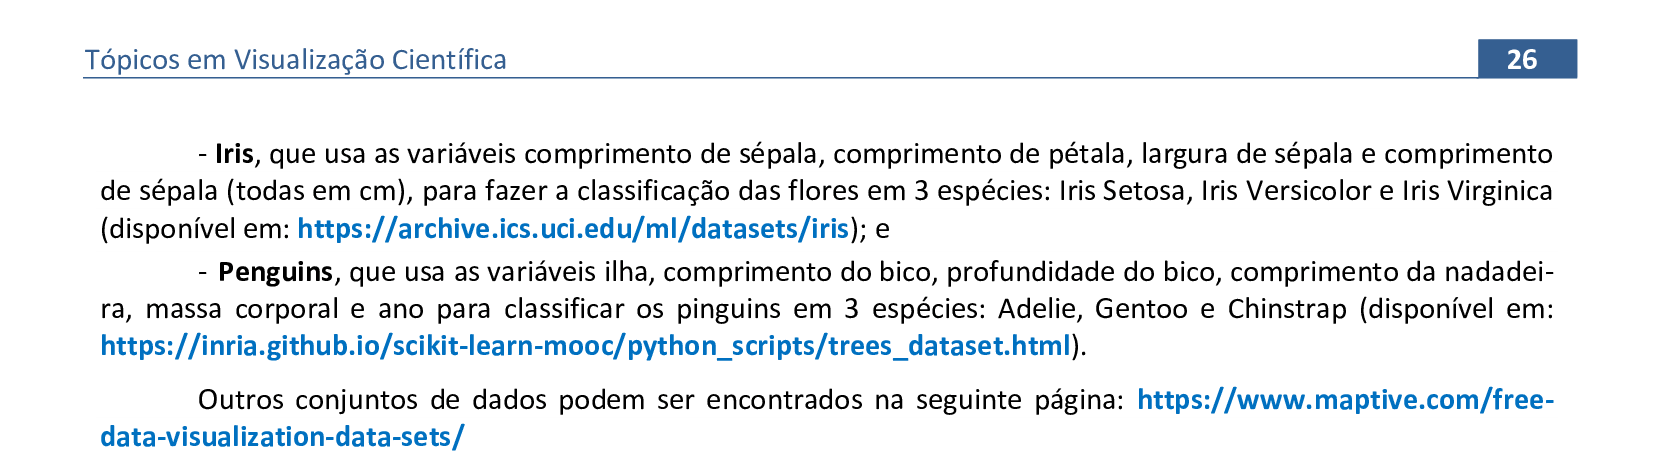 Tópicos em Visualização Científica 26
- Iris, que usa as variáveis comprimento de sépala, comprimento de pétala, largura de sépala e comprimento
de sépala (todas em cm), para fazer a classificação das flores em 3 espécies: Iris Setosa, Iris Versicolor e Iris Virginica
(disponível em: https://archive.ics.uci.edu/ml/datasets/iris); e
- Penguins, que usa as variáveis ilha, comprimento do bico, profundidade do bico, comprimento da nadadei-
ra, massa corporal e ano para classificar os pinguins em 3 espécies: Adelie, Gentoo e Chinstrap (disponível em:
https://inria.github.io/scikit-learn-mooc/python_scripts/trees_dataset.html).
Outros conjuntos de dados podem ser encontrados na seguinte página: https://www.maptive.com/free-
data-visualization-data-sets/